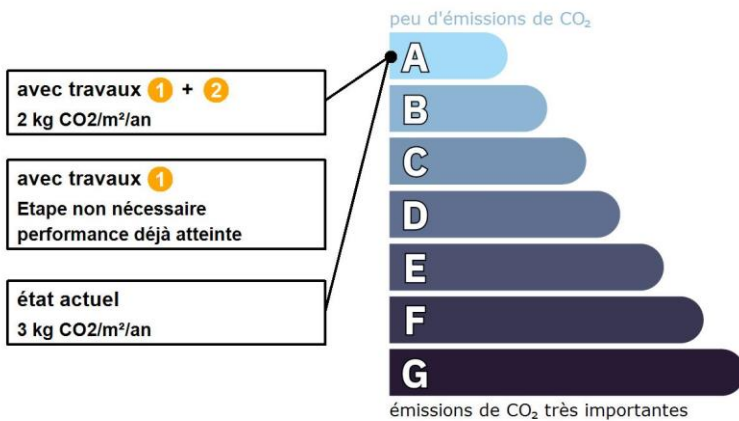 peu d'émissions de CO₂
avec travaux 1 + 2
2 kg CO2/m²/an
avec travaux 1
Etape non nécessaire
performance déjà atteinte
état actuel
3 kg CO2/m²/an
A
B
C
D
E
F
G
émissions de CO₂ très importantes